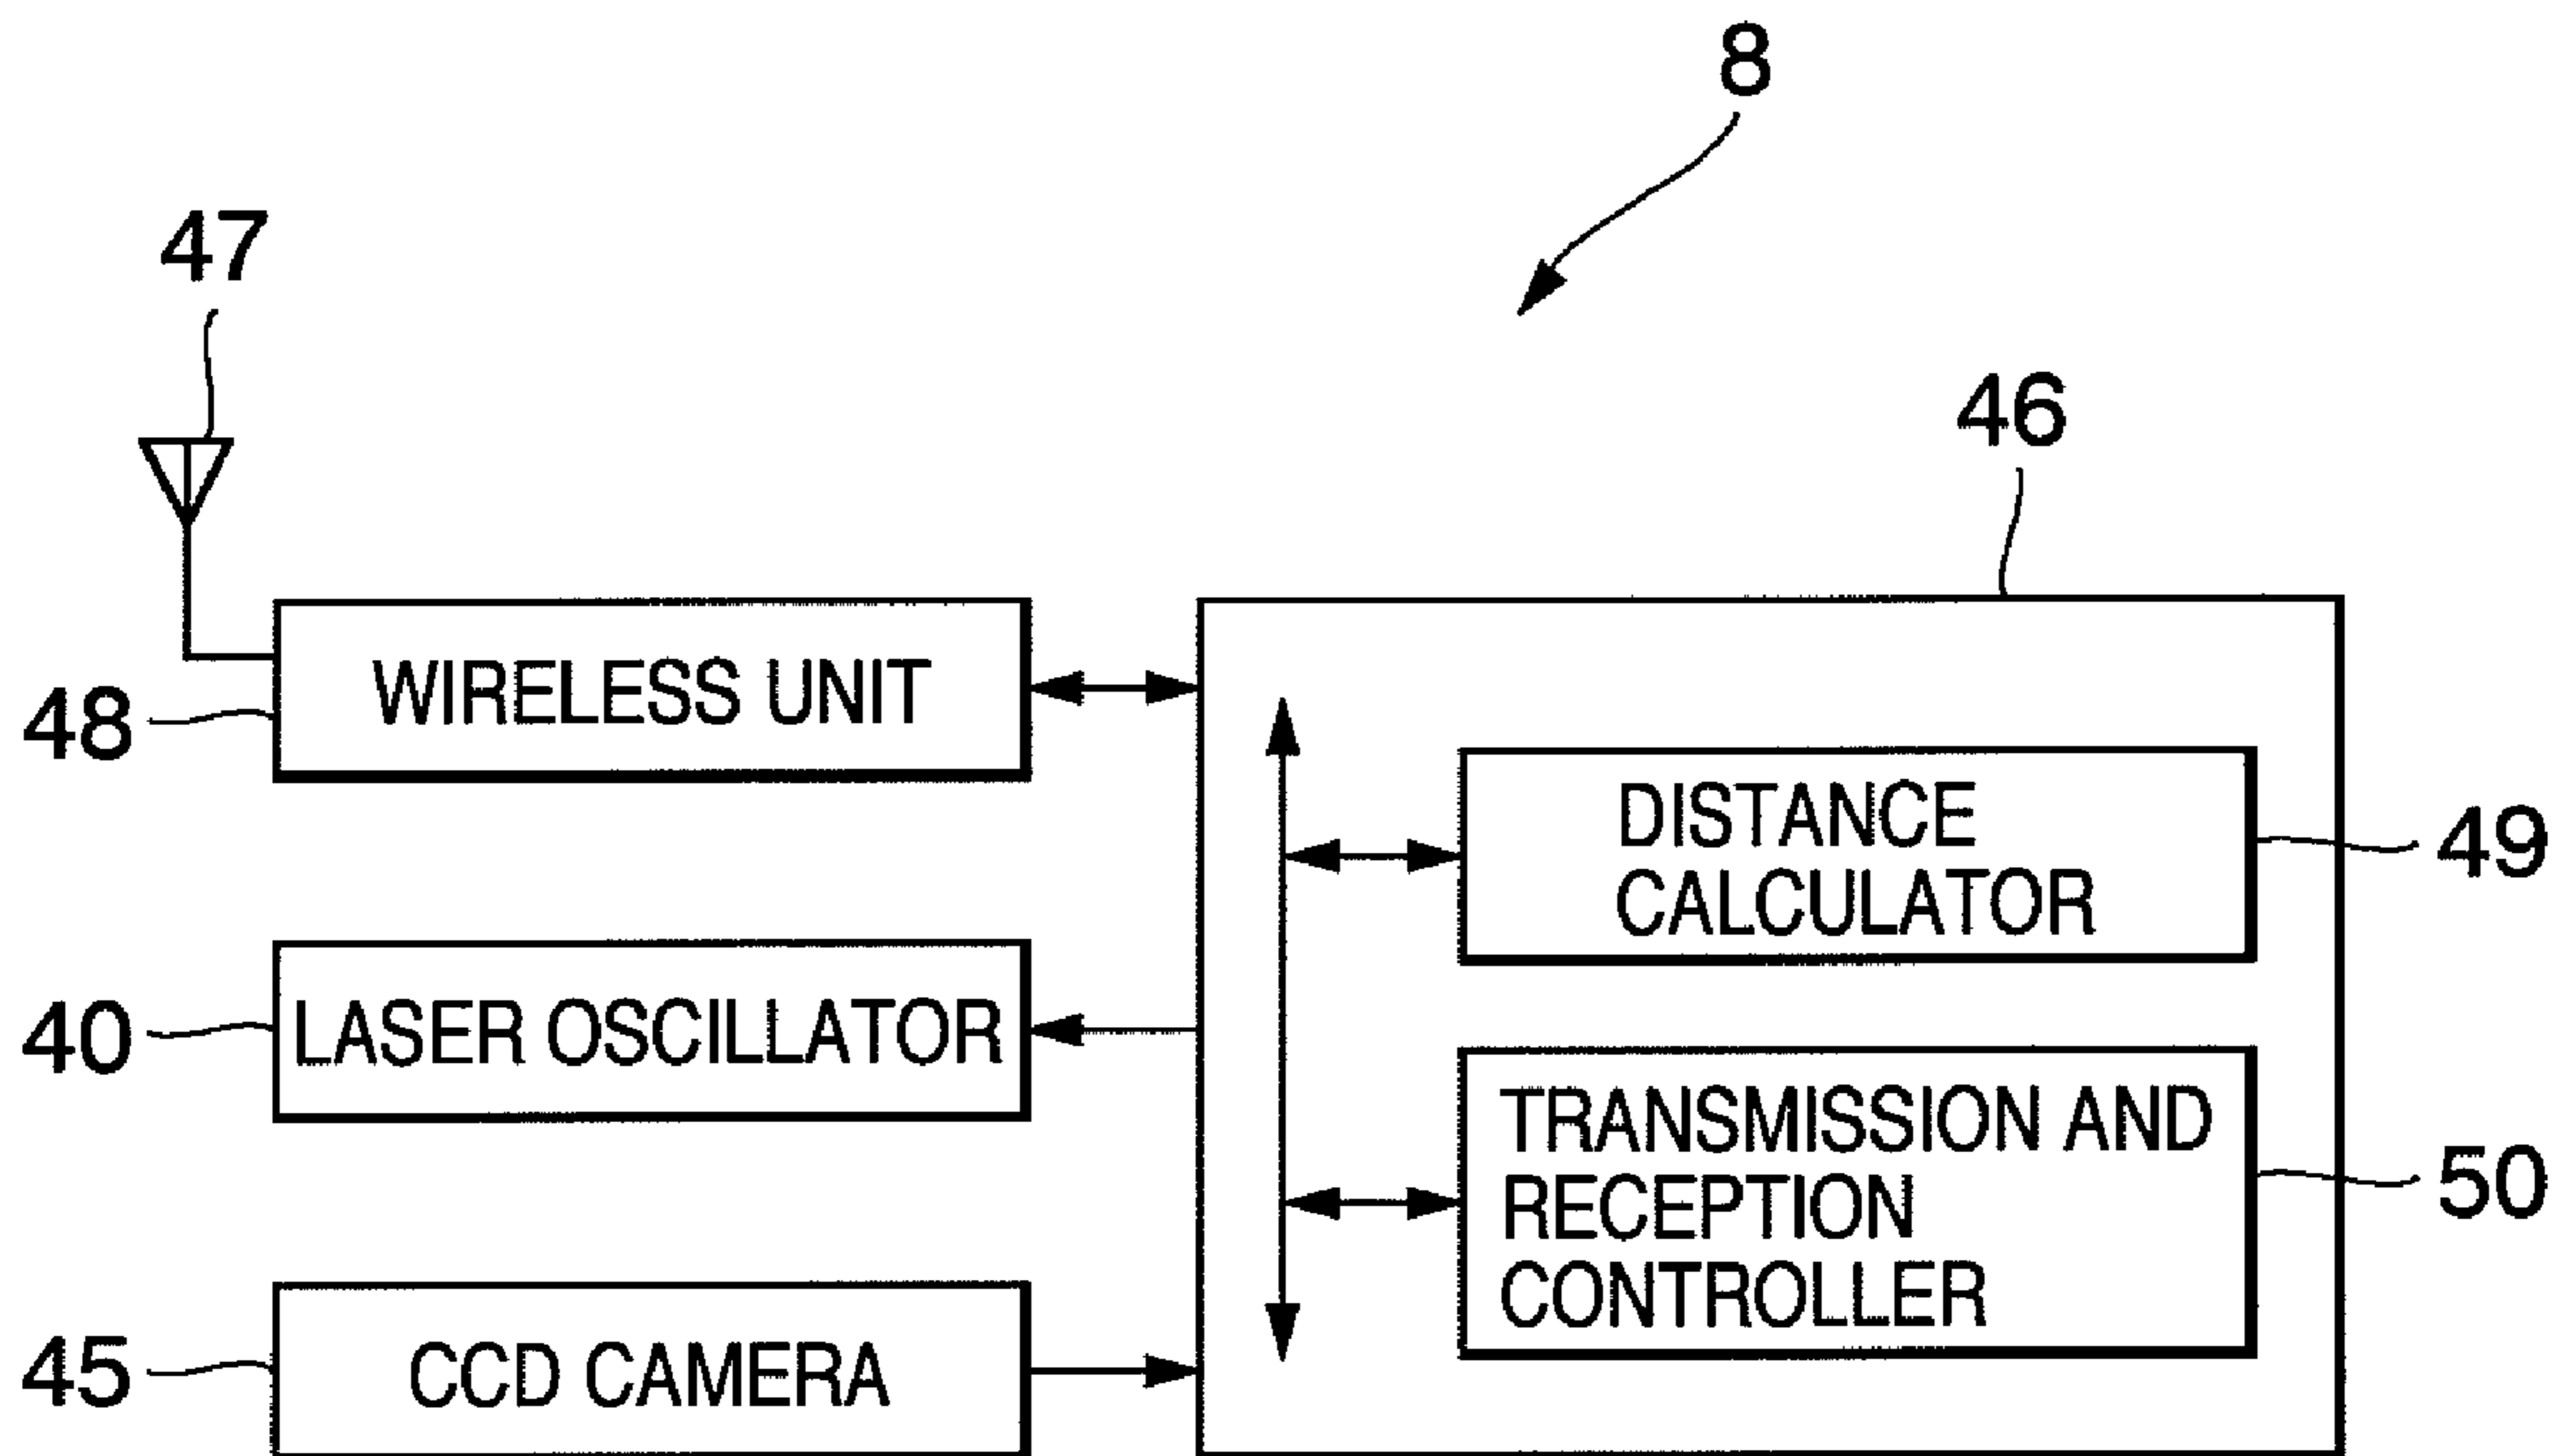 8
47
46
48
WIRELESS UNIT
DISTANCE
CALCULATOR
49
40
LASER OSCILLATOR
TRANSMISSION AND
RECEPTION
CONTROLLER
50
45
CCD CAMERA